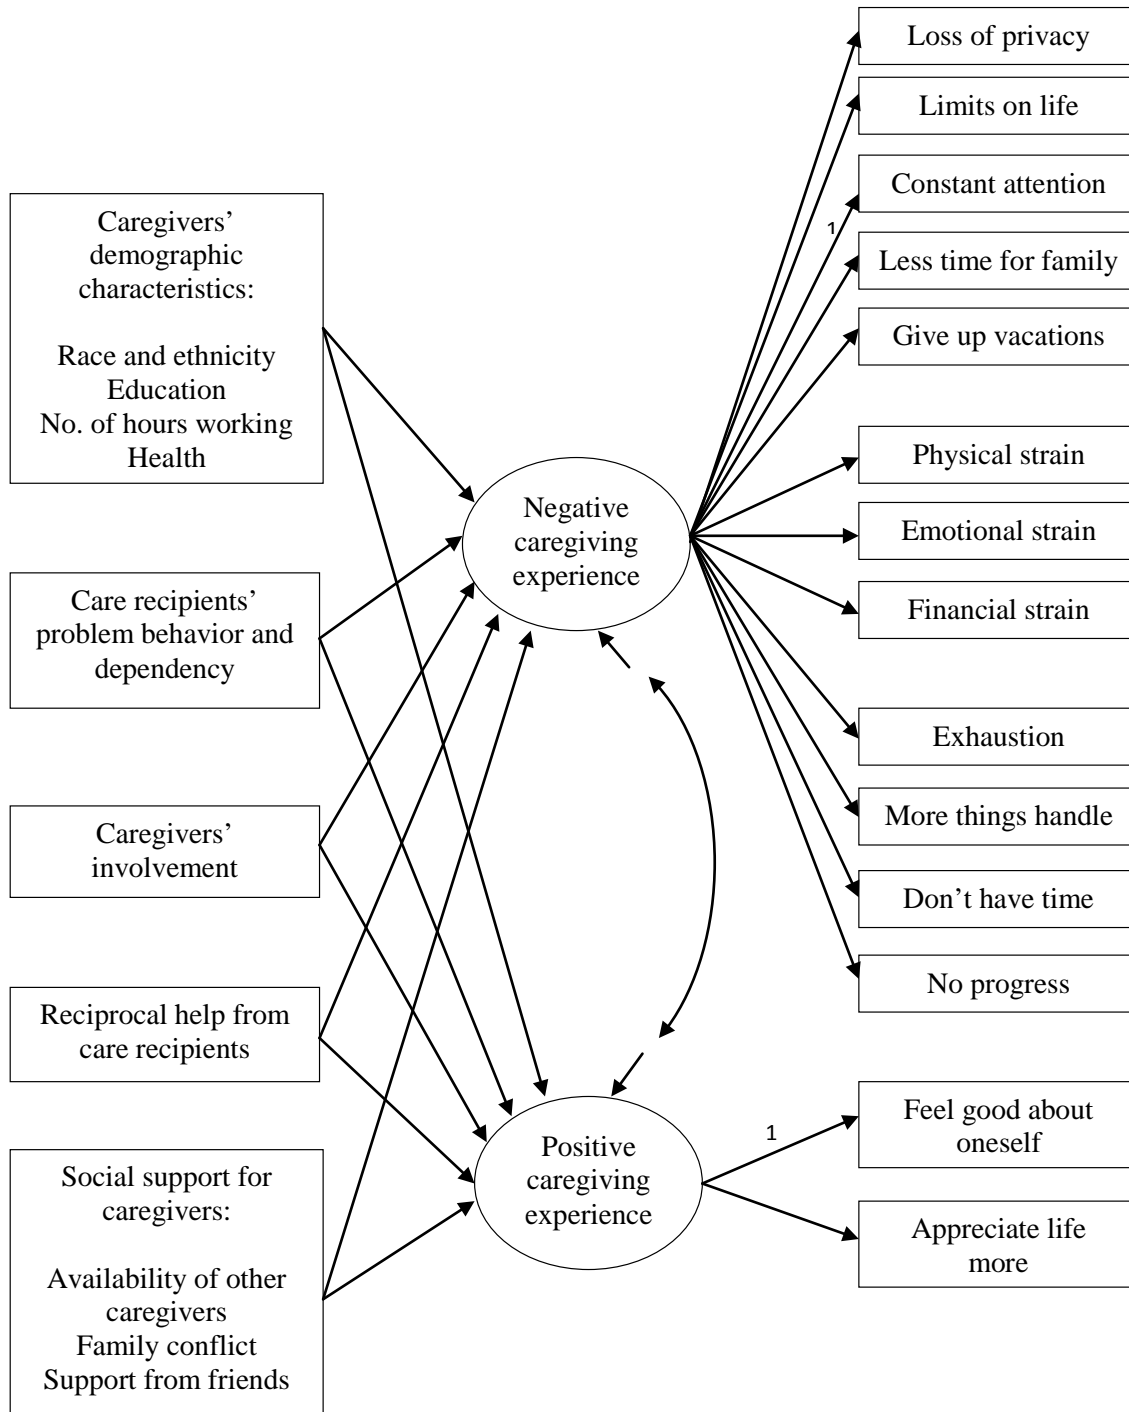 Caregivers’
demographic
characteristics:
Race and ethnicity
Education
No. of hours working
Health
Care recipients’
problem behavior and
dependency
Caregivers’
involvement
Reciprocal help from
care recipients
Social support for
caregivers:
Availability of other
caregivers
Family conflict
Support from friends
Negative
caregiving
experience
Positive
caregiving
experience
1
1
Loss of privacy
Limits on life
Constant attention
Less time for family
Give up vacations
Physical strain
Emotional strain
Financial strain
Exhaustion
More things handle
Don’t have time
No progress
Feel good about
oneself
Appreciate life
more